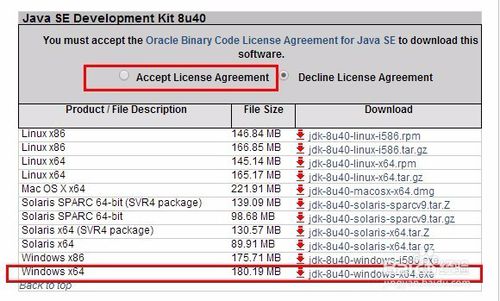 Java SE Development Kit 8u40
You must accept the Oracle Binary Code License Agreement for Java SE to download this
software.
Accept License Agreement Decline License Agreement
Product / File Description File Size Download
Linux x86 146.84 MB jdk-8u40-linux-i586.rpm
Linux x86 166.85 MB jdk-8u40-linux-i586.tar.gz
Linux x64 145.14 MB jdk-8u40-linux-x64.rpm
Linux x64 165.17 MB jdk-8u40-linux-x64.tar.gz
Mac OS X x64 221.91 MB jdk-8u40-macosx-x64.dmg
Solaris SPARC 64-bit (SVR4 package) 139.09 MB jdk-8u40-solaris-sparcv9.tar.Z
Solaris SPARC 64-bit 98.68 MB jdk-8u40-solaris-sparcv9.tar.gz
Solaris x64 (SVR4 package) 130.57 MB jdk-8u40-solaris-x64.tar.Z
Solaris x64 89.91 MB jdk-8u40-solaris-x64.tar.gz
Windows x86 175.71 MB jdk-8u40-windows-i586.exe
Windows x64 180.19 MB jdk-8u40-windows-x64.exe
Back to top